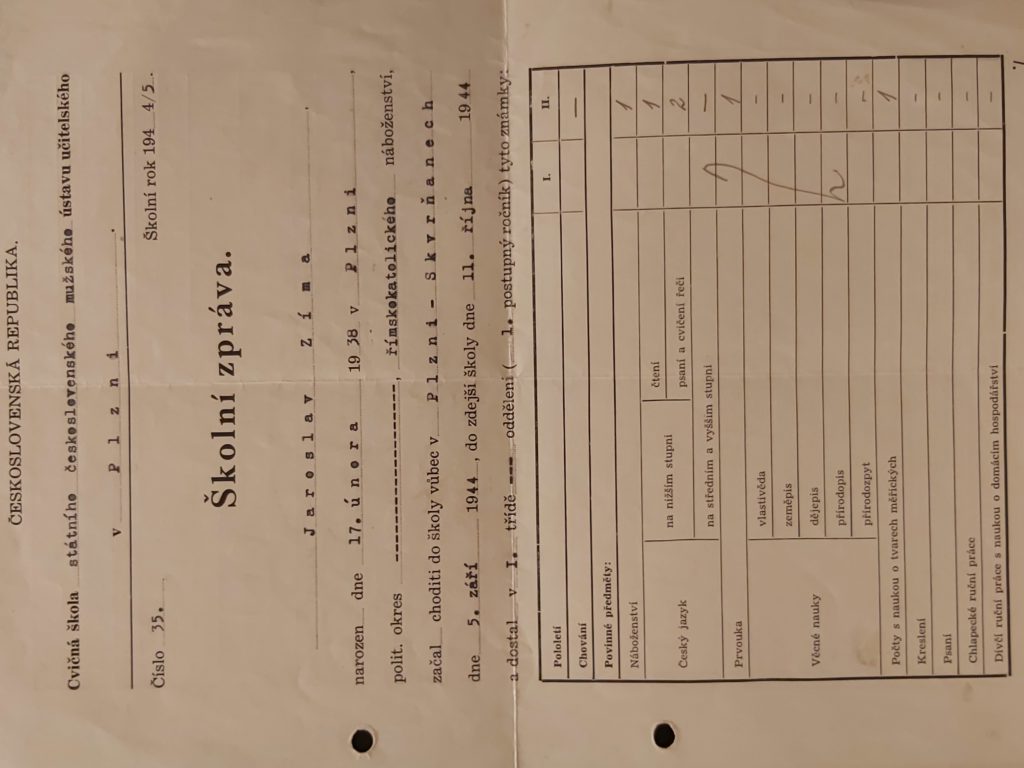 ČESKOSLOVENSKÁ REPUBLIKA.
Cvičná škola státního československého mužského ústavu učitelského
v Plzni.
Číslo 35. Školní rok 194 4/5.
Školní zpráva.
Jaroslav Zíma.
narozen dne 17. února 1938 v Plzni,
polit. okres ----------------, římskokatolického náboženství,
začal choditi do školy vůbec v Plzni - Skvrňanech
dne 5. září 1944, do zdejší školy dne 11. října 1944
a dostal v I. třídě --- oddělení ( 1. postupný ročník) tyto známky:
Pololetí I. II.
Chování —
Povinné předměty:
Náboženství 1
Český jazyk na nižším stupni čtení 1
psaní a cvičení řeči 2
na středním a vyšším stupni —
Prvouka 1
Věcné nauky vlastivěda -
zeměpis -
dějepis -
přírodopis -
přírodozpyt -
Počty s naukou o tvarech měřických 1
Kreslení -
Psaní -
Chlapecké ruční práce -
Dívčí ruční práce s naukou o domácím hospodářství -